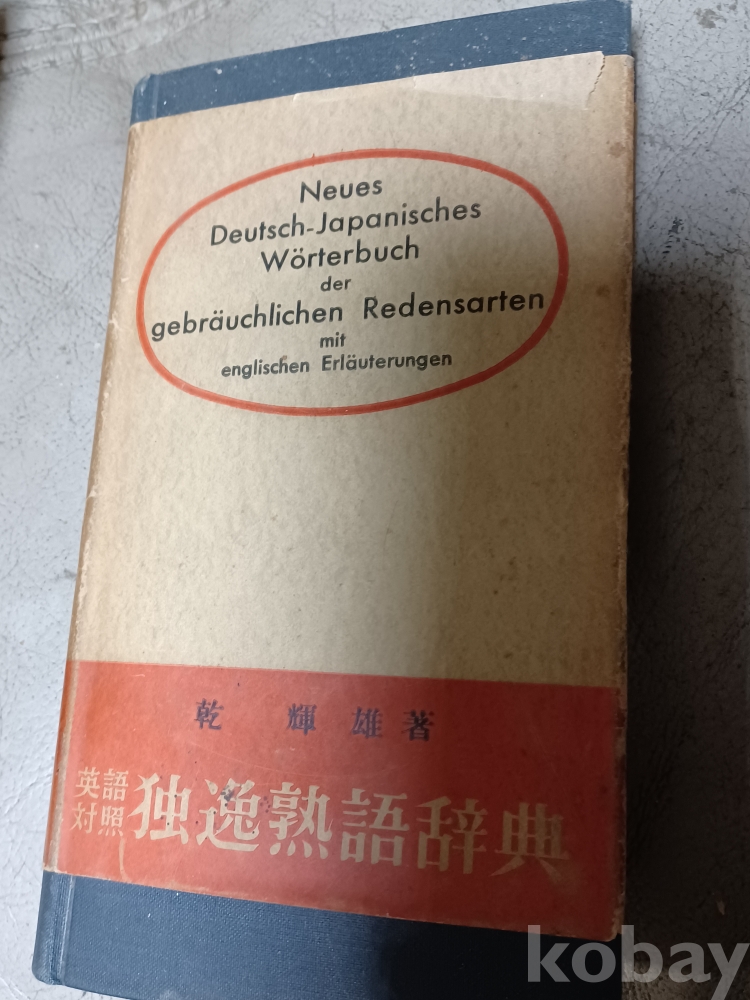 Neues
Deutsch-Japanisches
Wörterbuch
der
gebräuchlichen Redensarten
mit
englischen Erläuterungen
乾 輝雄著
英語
対照
独逸熟語辞典
kobay